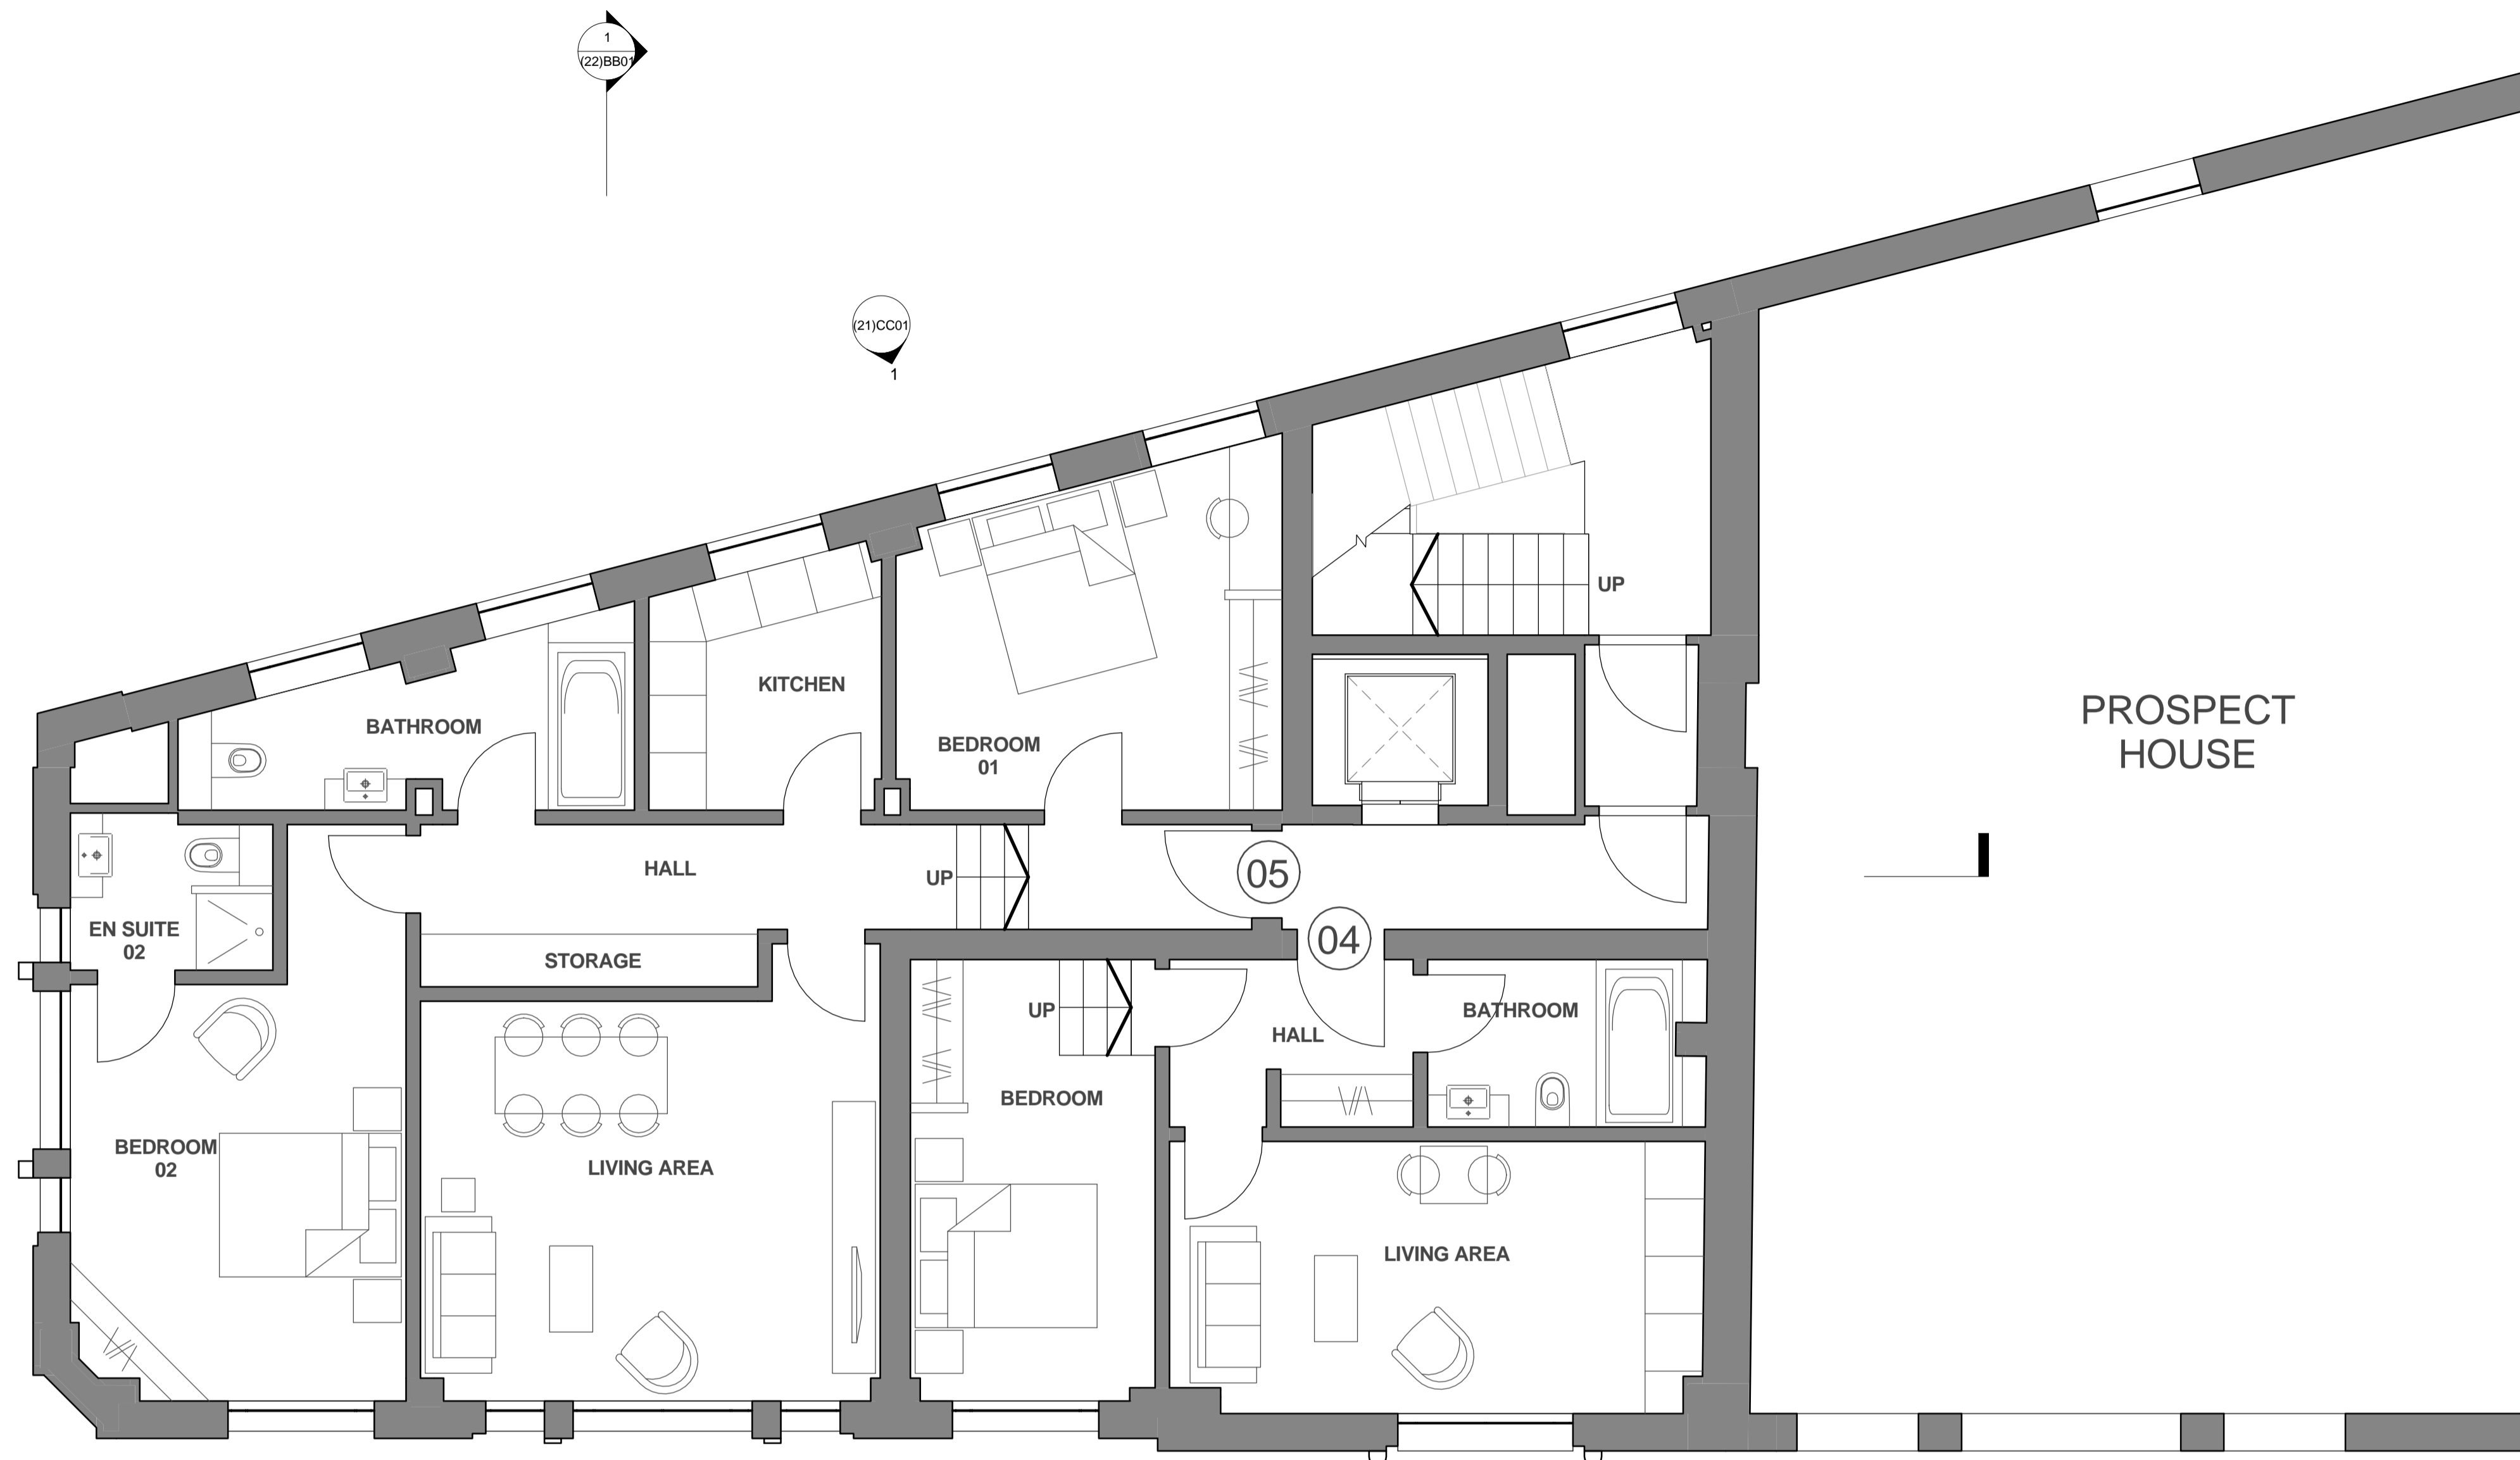 1
(22)BB01
(21)CC01
1
UP
KITCHEN
BATHROOM
BEDROOM
01
PROSPECT
HOUSE
HALL
UP
05
EN SUITE
02
04
STORAGE
UP
BATHROOM
HALL
BEDROOM
BEDROOM
02
LIVING AREA
LIVING AREA